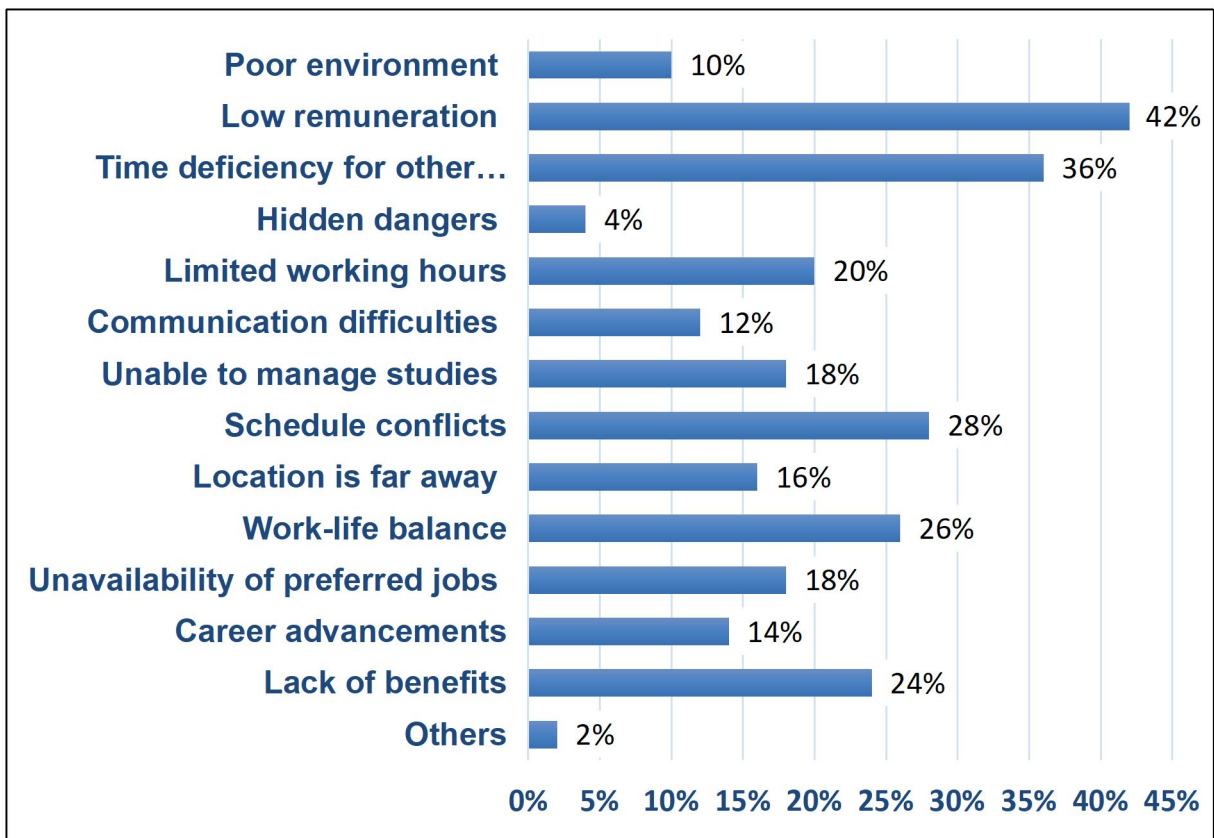 Poor environment 10%
Low remuneration 42%
Time deficiency for other… 36%
Hidden dangers 4%
Limited working hours 20%
Communication difficulties 12%
Unable to manage studies 18%
Schedule conflicts 28%
Location is far away 16%
Work-life balance 26%
Unavailability of preferred jobs 18%
Career advancements 14%
Lack of benefits 24%
Others 2%
0% 5% 10% 15% 20% 25% 30% 35% 40% 45%